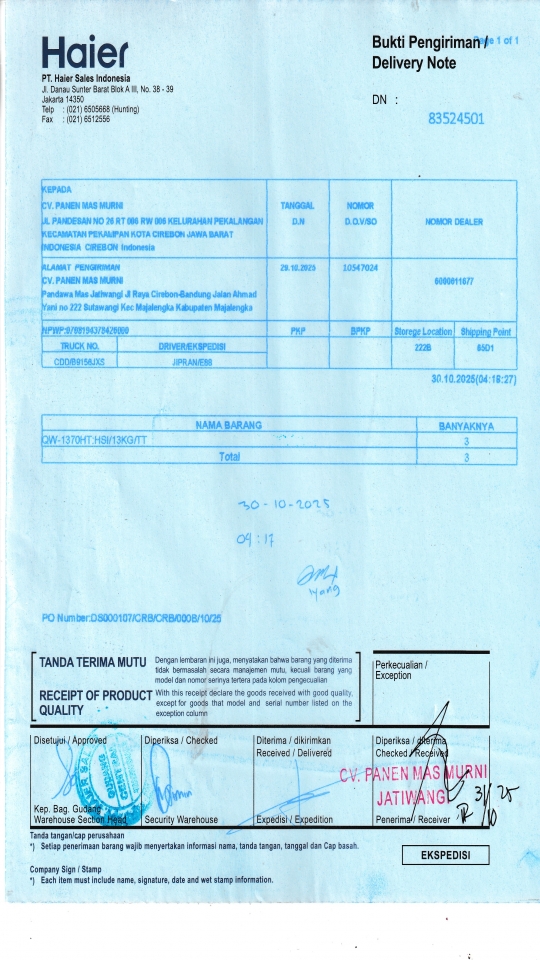 Haier
PT. Haier Sales Indonesia
Jl. Danau Sunter Barat Blok A III, No. 38 - 39
Jakarta 14350
Telp : (021) 6505668 (Hunting)
Fax : (021) 6512556
Bukti Pengiriman /
Page 1 of 1
Delivery Note
DN :
83524501
KEPADA
CV. PANEN MAS MURNI
JL PANDESAN NO 26 RT 006 RW 006 KELURAHAN PEKALANGAN
KECAMATAN PEKALIPAN KOTA CIREBON JAWA BARAT
INDONESIA CIREBON Indonesia
TANGGAL
D.N
NOMOR
D.O.V/SO
NOMOR DEALER
ALAMAT PENGIRIMAN
CV. PANEN MAS MURNI
Pandawa Mas Jatiwangi Jl Raya Cirebon-Bandung Jalan Ahmad
Yani no 222 Sutawangi Kec Majalengka Kabupaten Majalengka
29.10.2025
10547024
6000611677
PKP
BPKP
Storege Location
Shipping Point
TRUCK NO.
DRIVER/EKSPEDISI
222B
65D1
CDD/B9156JXS
JIPRAN/E88
30.10.2025(04:16:27)
NAMA BARANG
BANYAKNYA
QW-1370HT:HSI/13KG/TT
3
Total
3
30-10-2025
04:17
PO Number:DS000107/CRB/CRB/000B/10/25
TANDA TERIMA MUTU
Dengan lembaran ini juga, menyatakan bahwa barang yang diterima
tidak bermasalah secara manajemen mutu, kecuali barang yang
model dan nomor serinya tertera pada kolom pengecualian
RECEIPT OF PRODUCT
QUALITY
With this receipt declare the goods received with good quality,
except for goods that model and serial number listed on the
exception column
Perkecualian /
Exception
Disetujui / Approved
Diperiksa / Checked
Diterima / dikirimkan
Received / Delivered
Diperiksa / diterima
Checked / Received
CV. PANEN MAS MURNI
JATIWANGI
31/10 25
Kep. Bag. Gudang
Warehouse Section Head
Security Warehouse
Expedisi / Expedition
Penerima / Receiver
Tanda tangan/cap perusahaan
*) Setiap penerimaan barang wajib menyertakan informasi nama, tanda tangan, tanggal dan Cap basah.
EKSPEDISI
Company Sign / Stamp
*) Each item must include name, signature, date and wet stamp information.